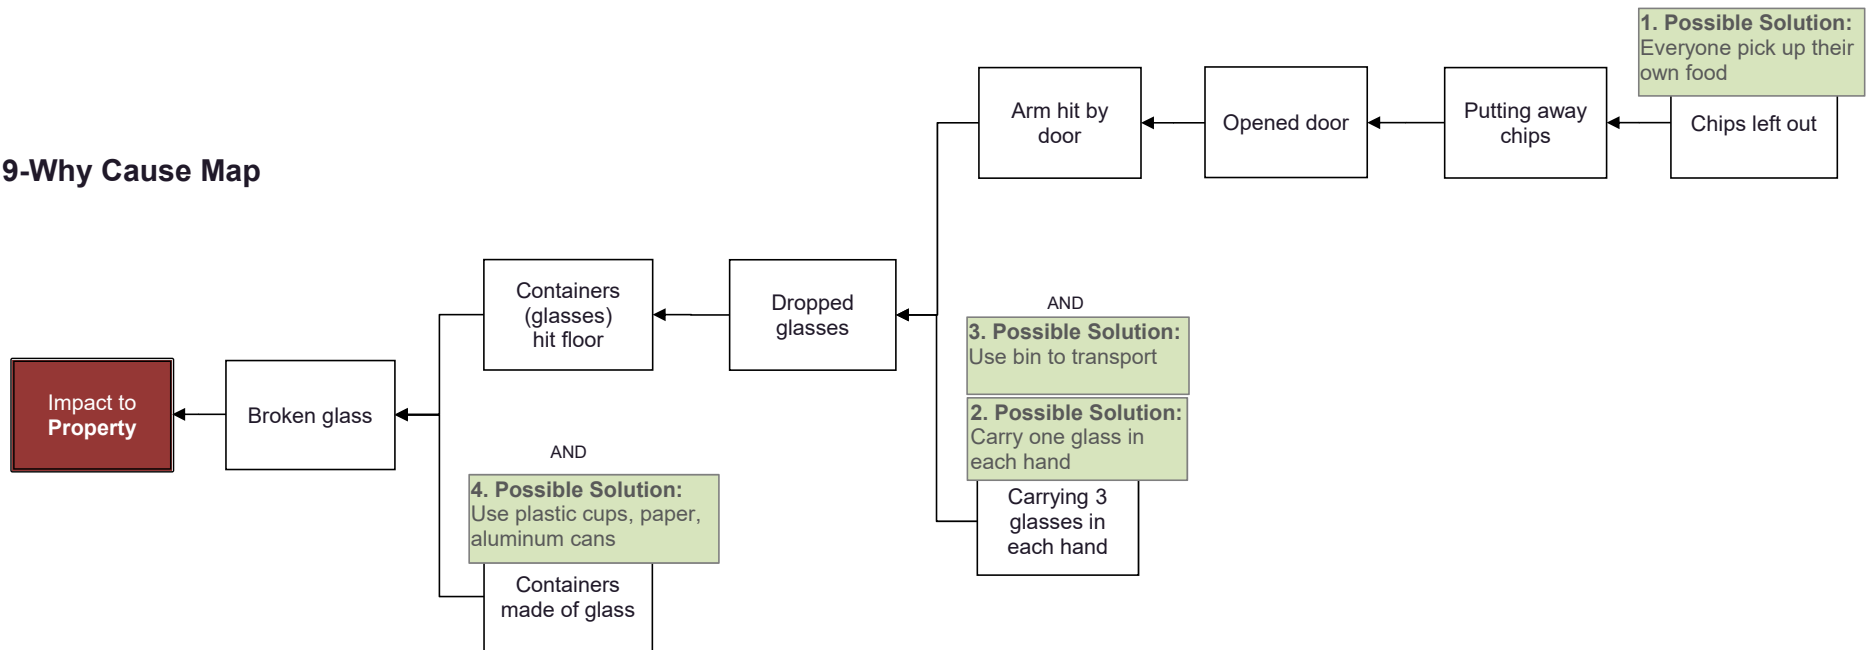 1. Possible Solution:
Everyone pick up their
own food
Arm hit by
door
Opened door
Putting away
chips
Chips left out
9-Why Cause Map
Containers
(glasses)
hit floor
Dropped
glasses
AND
3. Possible Solution:
Use bin to transport
2. Possible Solution:
Carry one glass in
each hand
Carrying 3
glasses in
each hand
Impact to
Property
Broken glass
AND
4. Possible Solution:
Use plastic cups, paper,
aluminum cans
Containers
made of glass